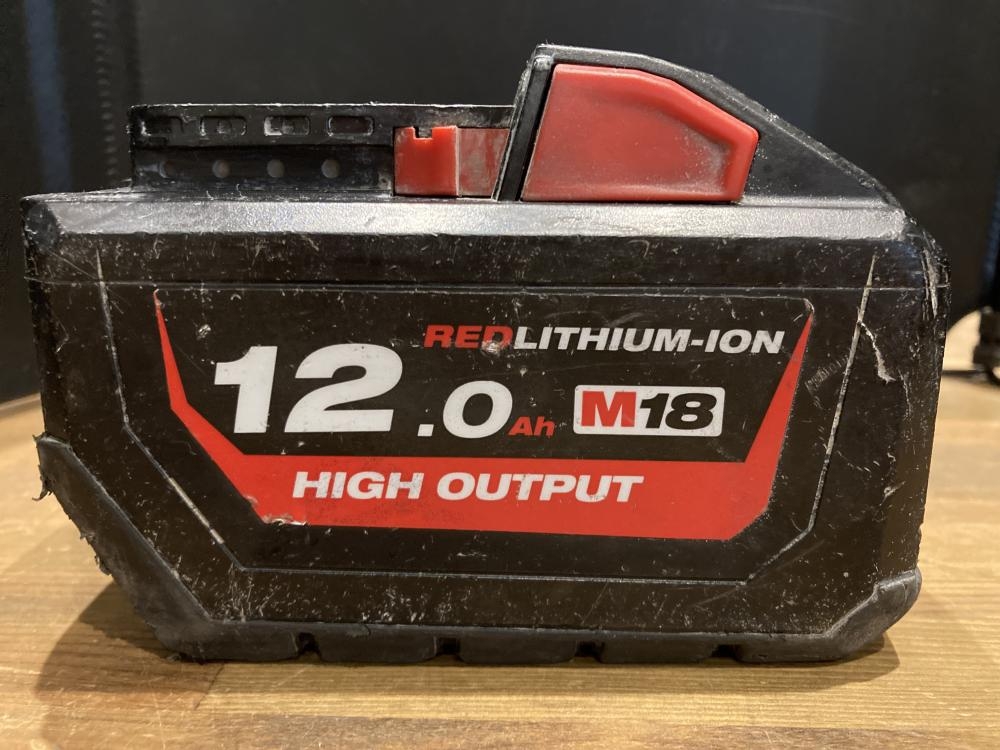 REDLITHIUM-ION
12.0Ah M18
HIGH OUTPUT